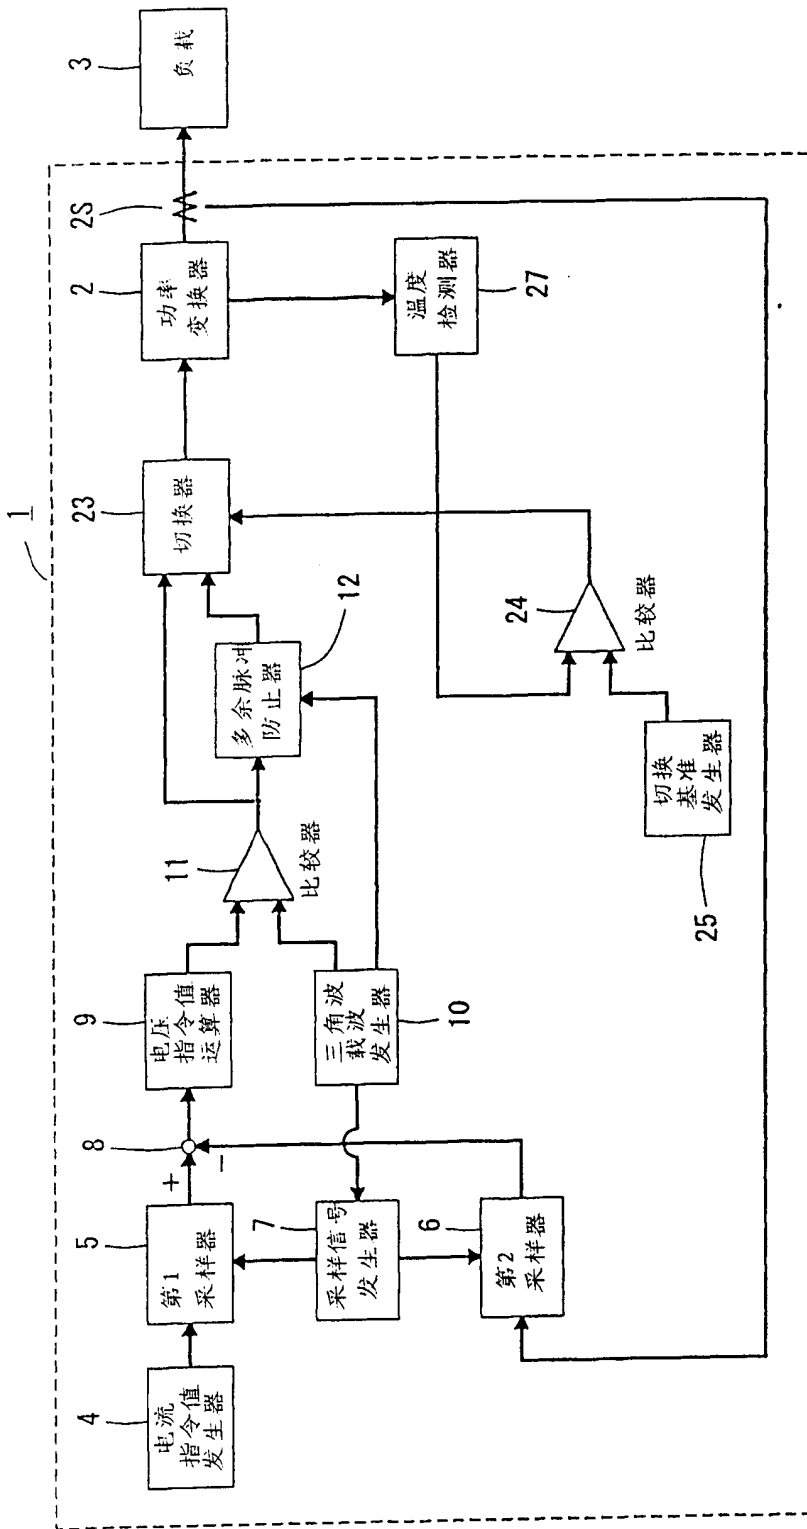 1
4
电流
指令值
发生器
5
第1
采样器
+
−
8
9
电压
指令值
运算器
7
采样信号
发生器
6
第2
采样器
10
三角波
载波
发生器
11
比较器
12
多余脉冲
防止器
23
切换器
2
功率
变换器
2S
3
负载
27
温度
检测器
24
比较器
25
切换
基准
发生器